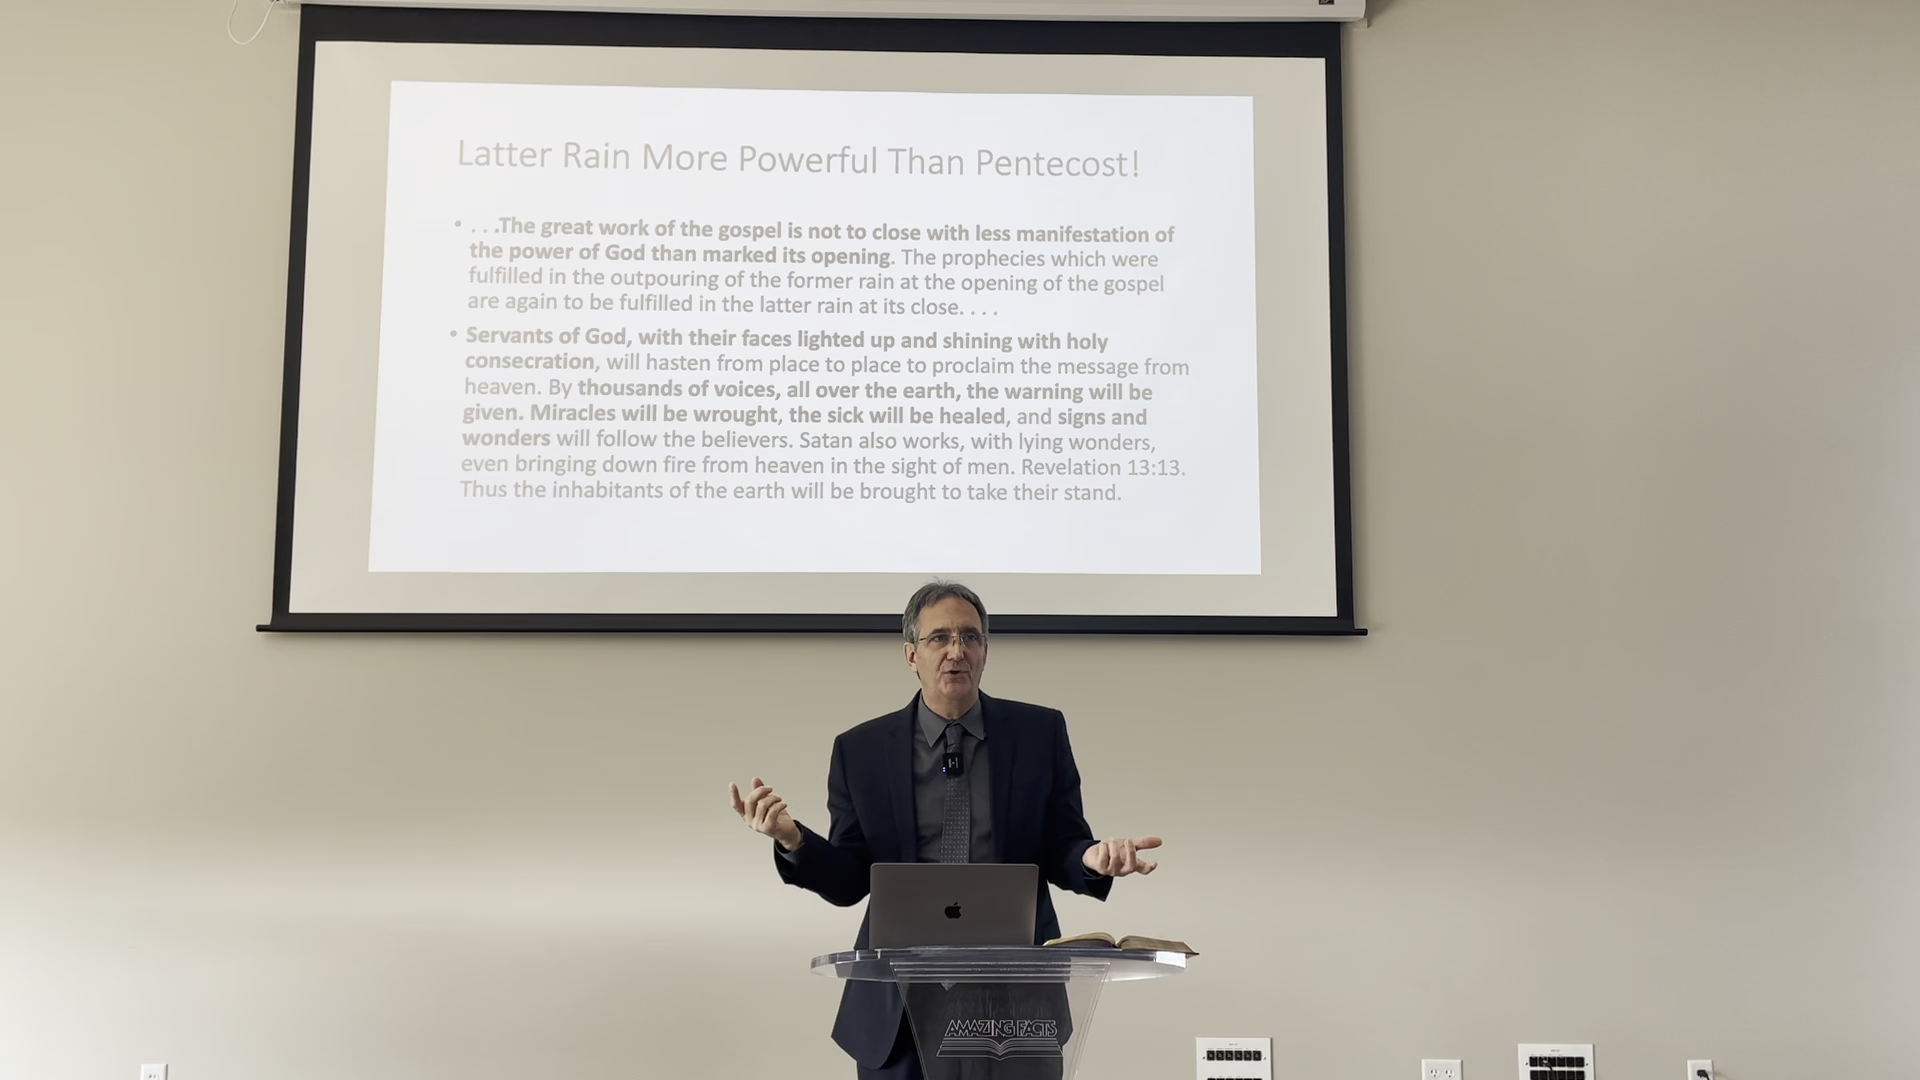 Latter Rain More Powerful Than Pentecost!
• . . .The great work of the gospel is not to close with less manifestation of
the power of God than marked its opening. The prophecies which were
fulfilled in the outpouring of the former rain at the opening of the gospel
are again to be fulfilled in the latter rain at its close. . . .
• Servants of God, with their faces lighted up and shining with holy
consecration, will hasten from place to place to proclaim the message from
heaven. By thousands of voices, all over the earth, the warning will be
given. Miracles will be wrought, the sick will be healed, and signs and
wonders will follow the believers. Satan also works, with lying wonders,
even bringing down fire from heaven in the sight of men. Revelation 13:13.
Thus the inhabitants of the earth will be brought to take their stand.
AMAZING FACTS